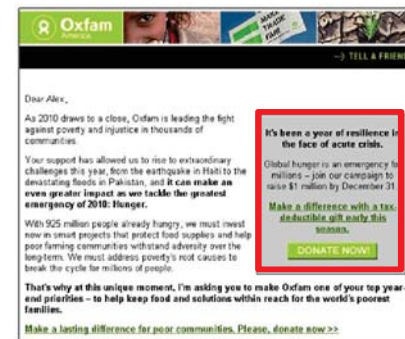 Oxfam
America
MAKE
TRADE
FAIR
--> TELL A FRIEN
Dear Alex,
As 2010 draws to a close, Oxfam is leading the fight
against poverty and injustice in thousands of
communities.
Your support has allowed us to rise to extraordinary
challenges this year, from the earthquake in Haiti to the
devastating floods in Pakistan, and it can make an
even greater impact as we tackle the greatest
emergency of 2010: Hunger.
With 925 million people already hungry, we must invest
now in smart projects that protect food supplies and help
poor farming communities withstand adversity over the
long-term. We must address poverty's root causes to
break the cycle for millions of people.
It's been a year of resilience in
the face of acute crisis.
Global hunger is an emergency fo
millions – join our campaign to
raise $1 million by December 31
Make a difference with a tax-
deductible gift early this
season.
DONATE NOW!
That's why at this unique moment, I'm asking you to make Oxfam one of your top year-
end priorities – to help keep food and solutions within reach for the world's poorest
families.
Make a lasting difference for poor communities. Please, donate now >>